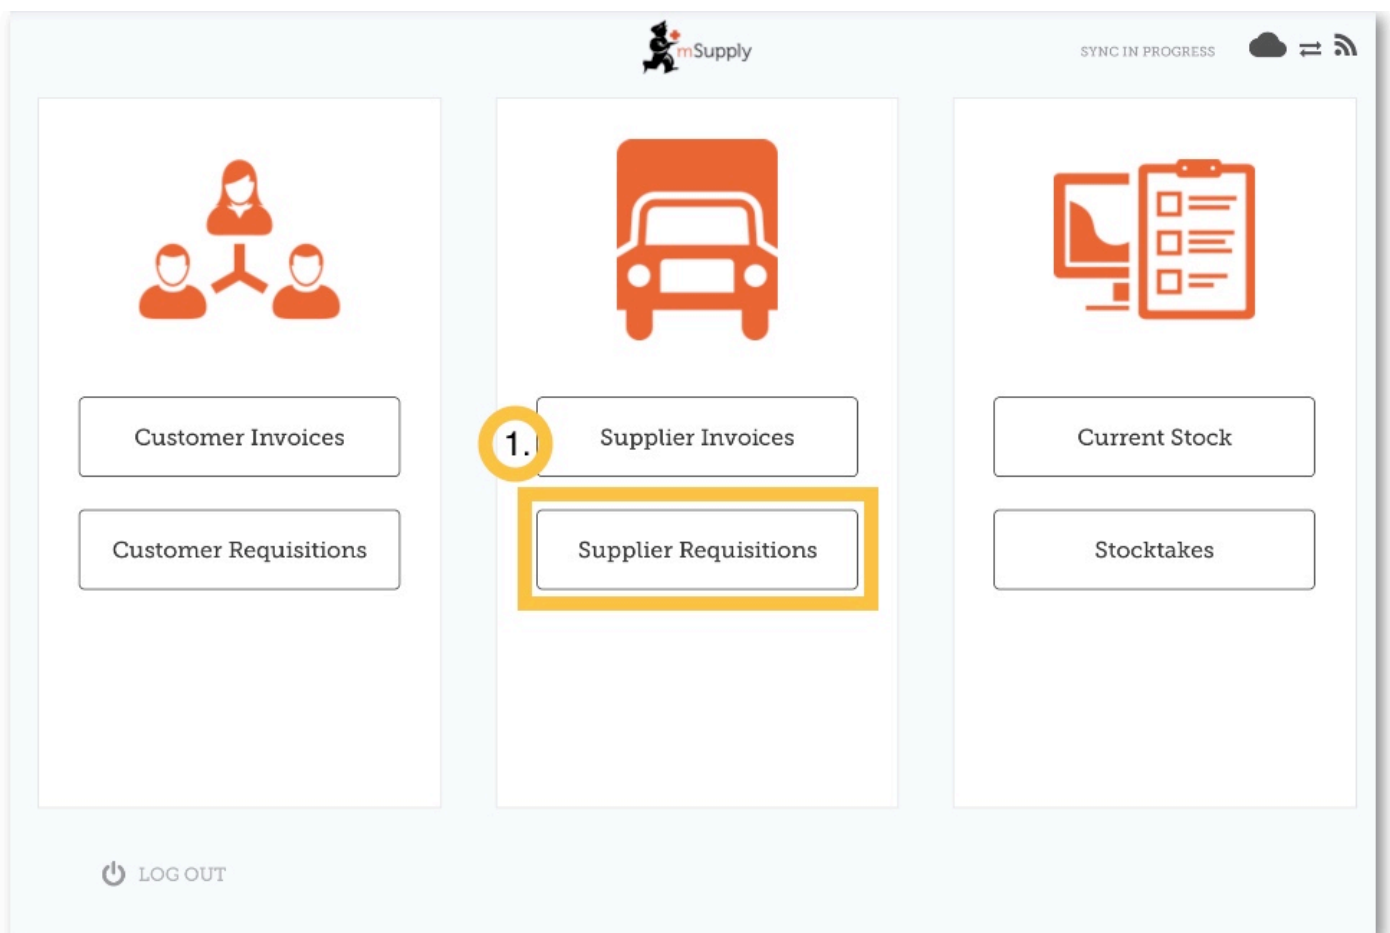 mSupply
SYNC IN PROGRESS
Customer Invoices
Customer Requisitions
1.
Supplier Invoices
Supplier Requisitions
Current Stock
Stocktakes
LOG OUT